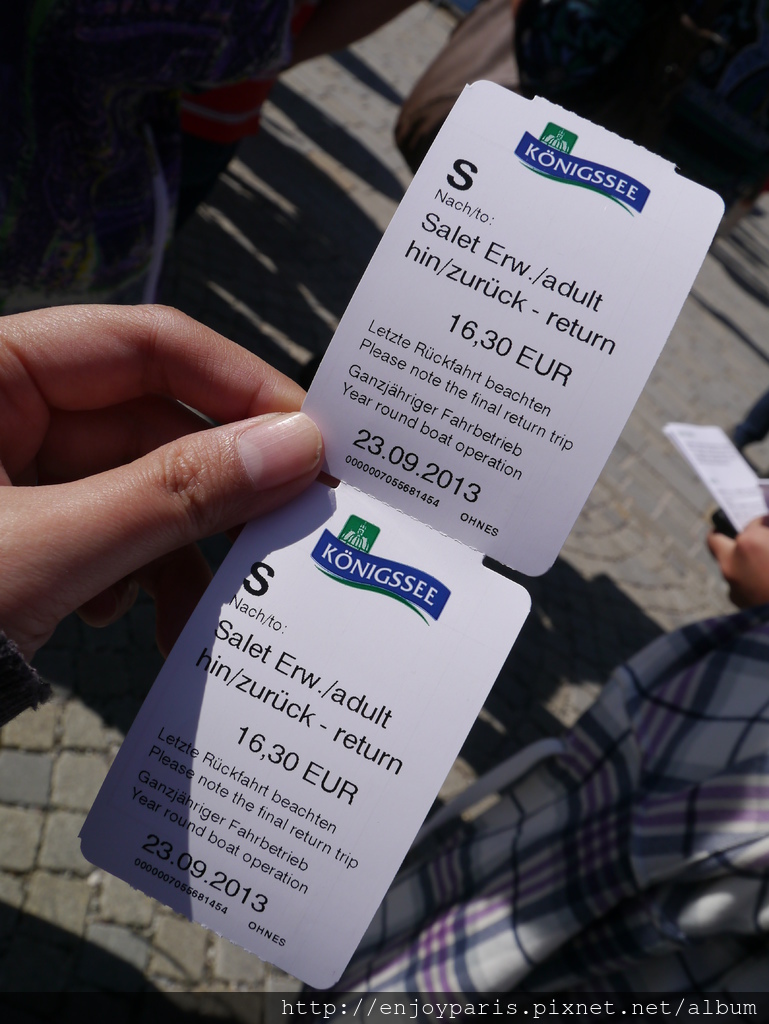 KÖNIGSSEE
S
Nach/to:
Salet Erw./adult
hin/zurück - return
16,30 EUR
Letzte Rückfahrt beachten
Please note the final return trip
Ganzjähriger Fahrbetrieb
Year round boat operation
23.09.2013
0000007055681454 OHNES
KÖNIGSSEE
S
Nach/to:
Salet Erw./adult
hin/zurück - return
16,30 EUR
Letzte Rückfahrt beachten
Please note the final return trip
Ganzjähriger Fahrbetrieb
Year round boat operation
23.09.2013
0000007055681454 OHNES
http://enjoyparis.pixnet.net/album